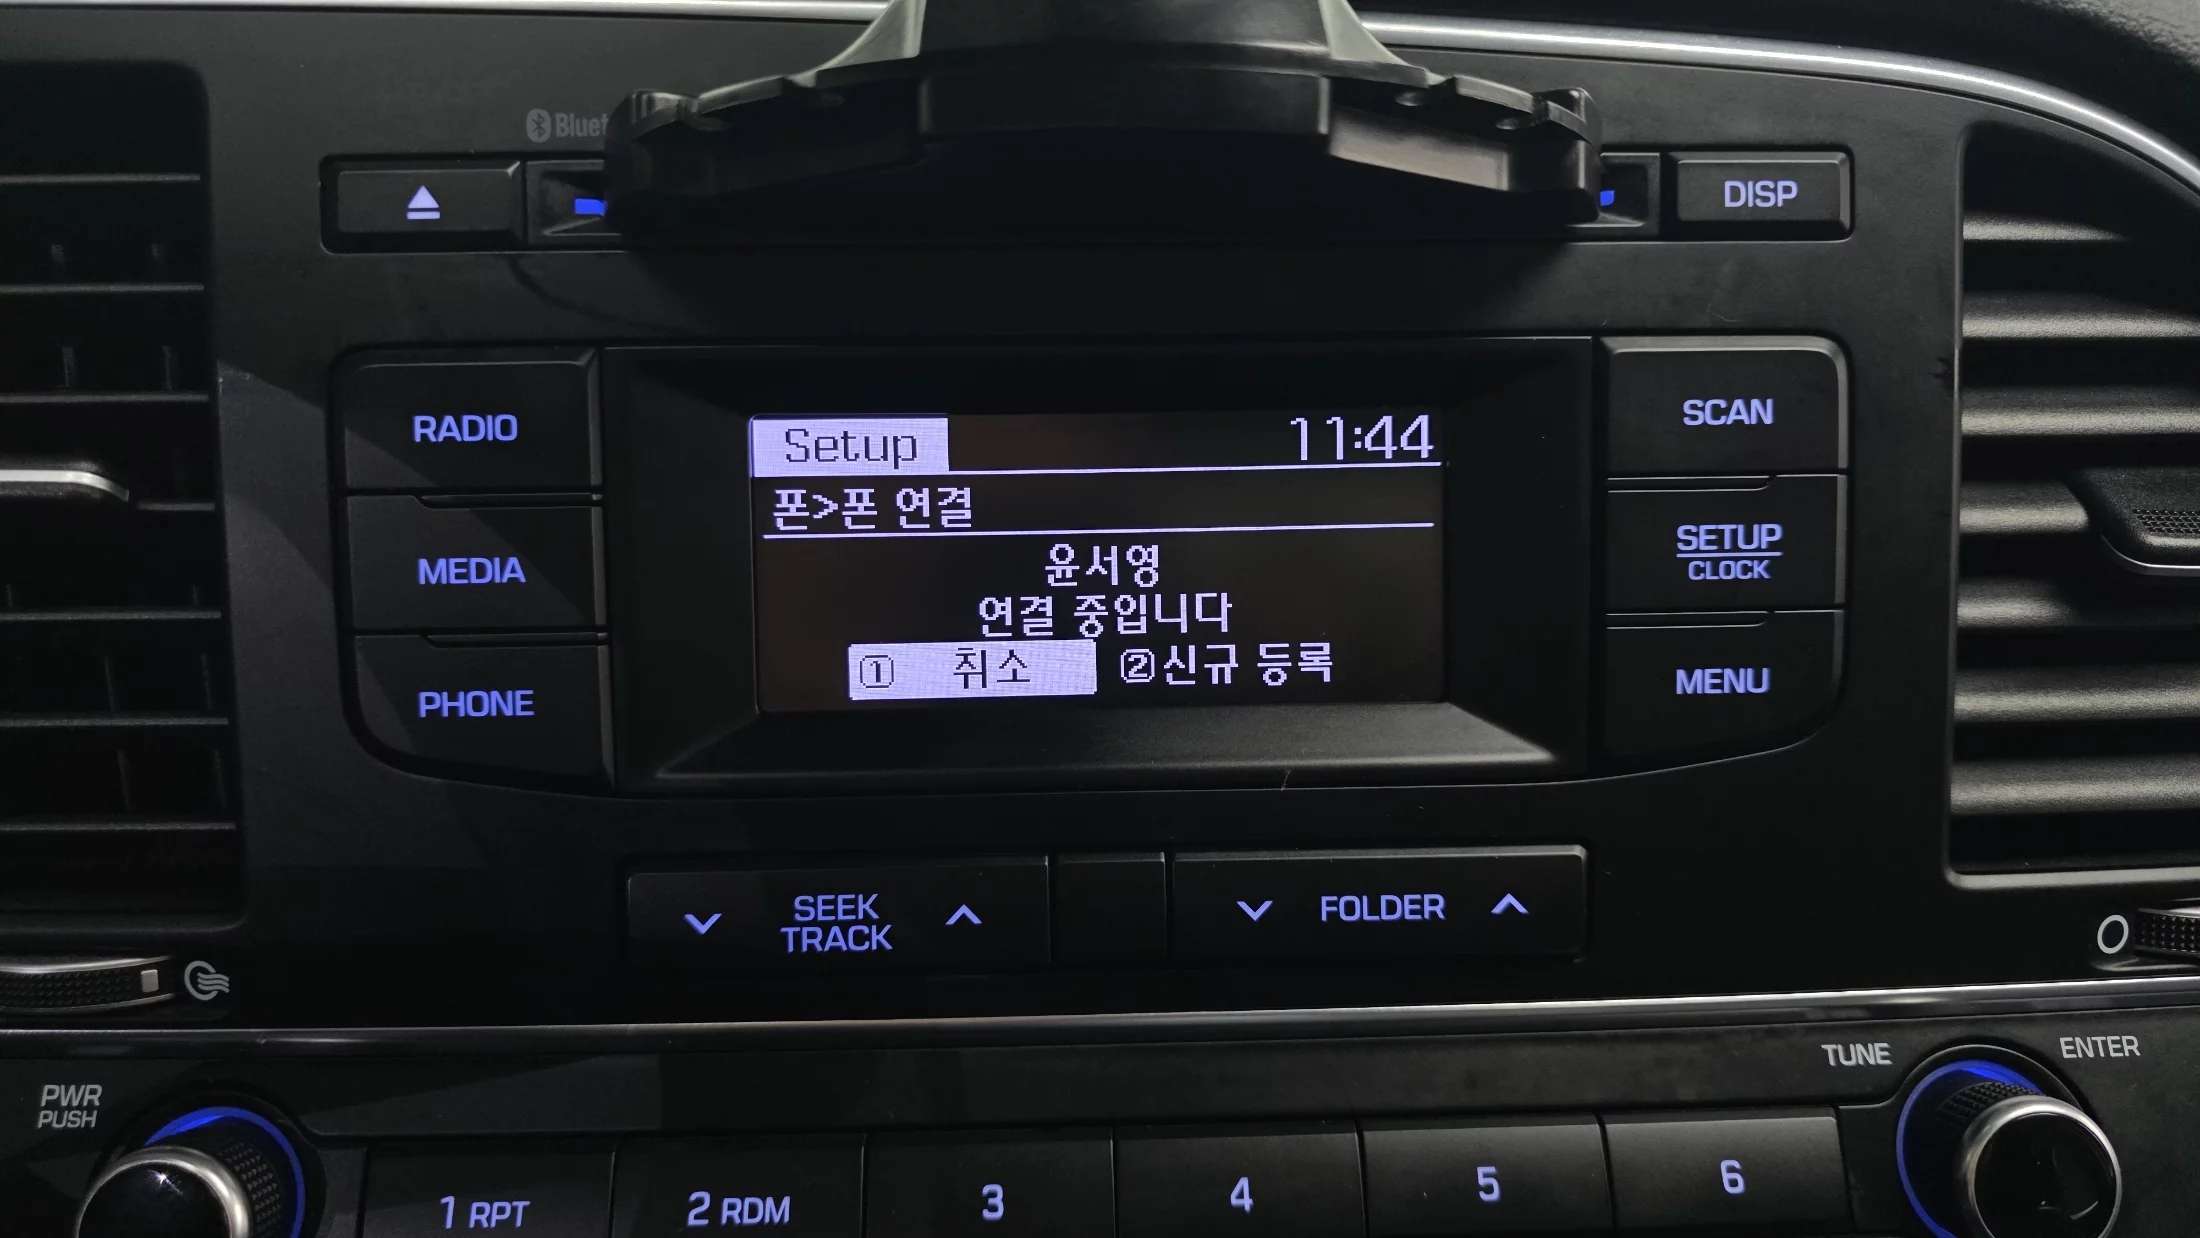 DISP
RADIO
MEDIA
PHONE
Setup 11:44
폰>폰 연결
윤서영
연결 중입니다
① 취소 ②신규 등록
SCAN
SETUP
CLOCK
MENU
SEEK
TRACK
FOLDER
PWR
PUSH
TUNE
ENTER
1 RPT
2 RDM
3
4
5
6